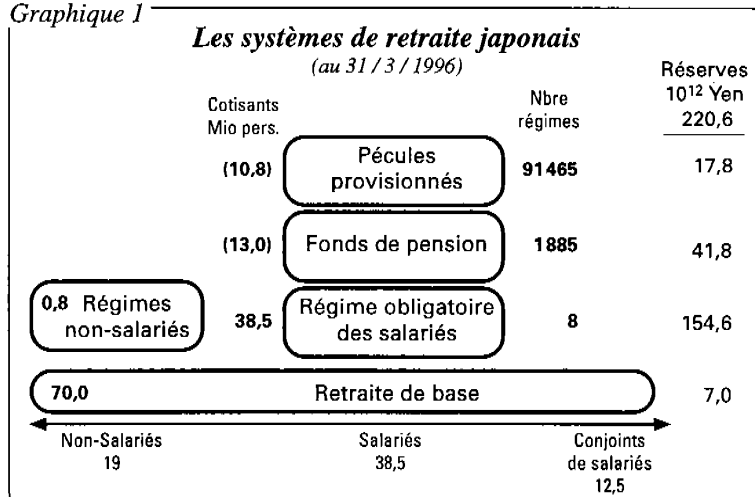 Graphique 1
Les systèmes de retraite japonais
(au 31 / 3 / 1996)
Cotisants
Mio pers.
Nbre
régimes
Réserves
10¹² Yen
220,6
(10,8)
Pécules
provisionnés
91465
17,8
(13,0)
Fonds de pension
1885
41,8
0,8 Régimes
non-salariés
38,5
Régime obligatoire
des salariés
8
154,6
70,0
Retraite de base
7,0
Non-Salariés
19
Salariés
38,5
Conjoints
de salariés
12,5